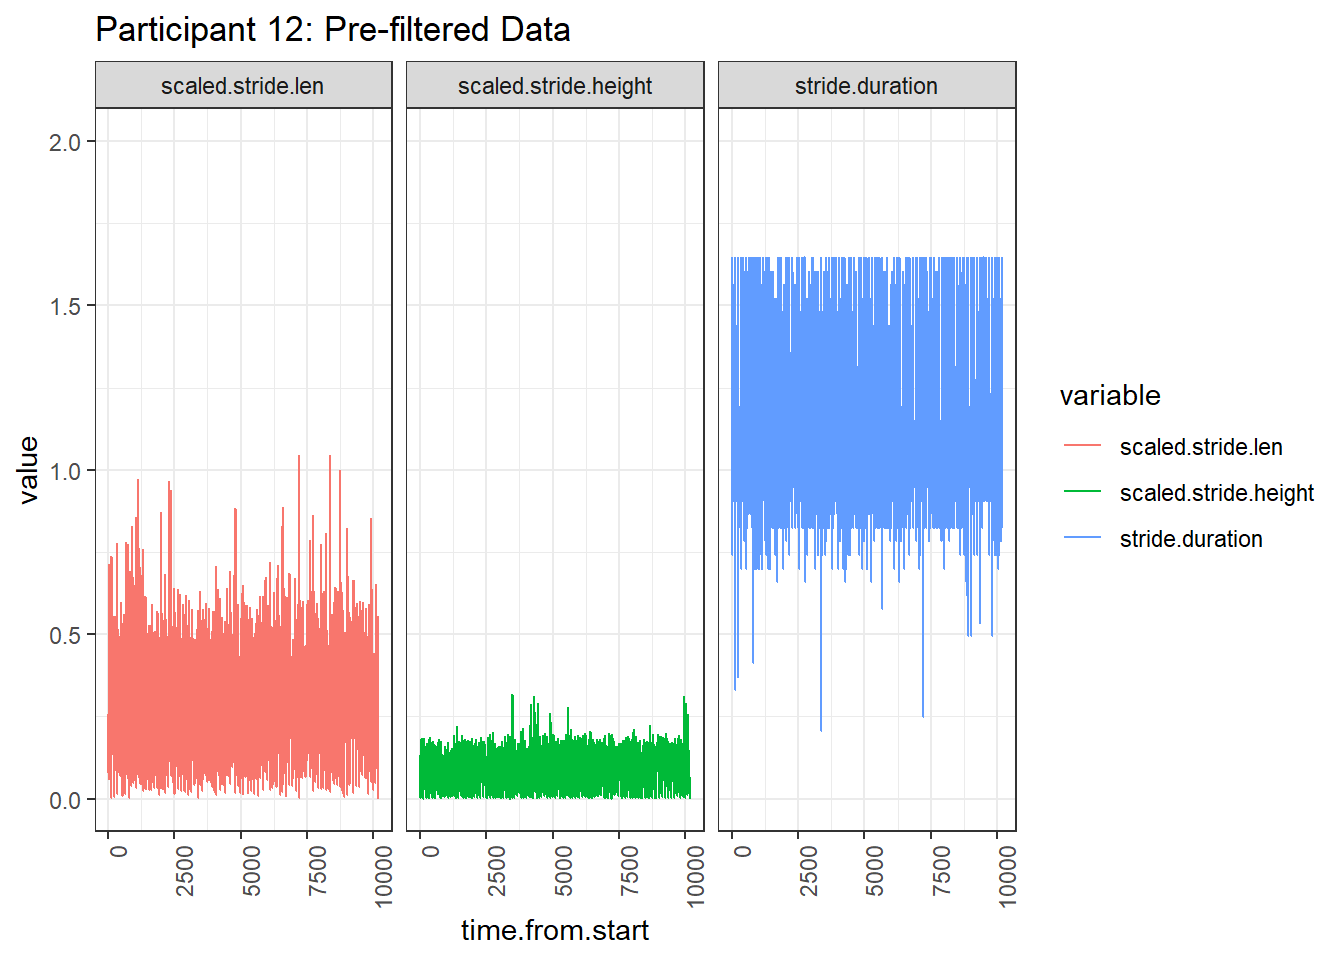 Participant 12: Pre-filtered Data
scaled.stride.len
scaled.stride.height
stride.duration
2.0
1.5
1.0
0.5
0.0
value
0
2500
5000
7500
10000
0
2500
5000
7500
10000
0
2500
5000
7500
10000
time.from.start
variable
scaled.stride.len
scaled.stride.height
stride.duration